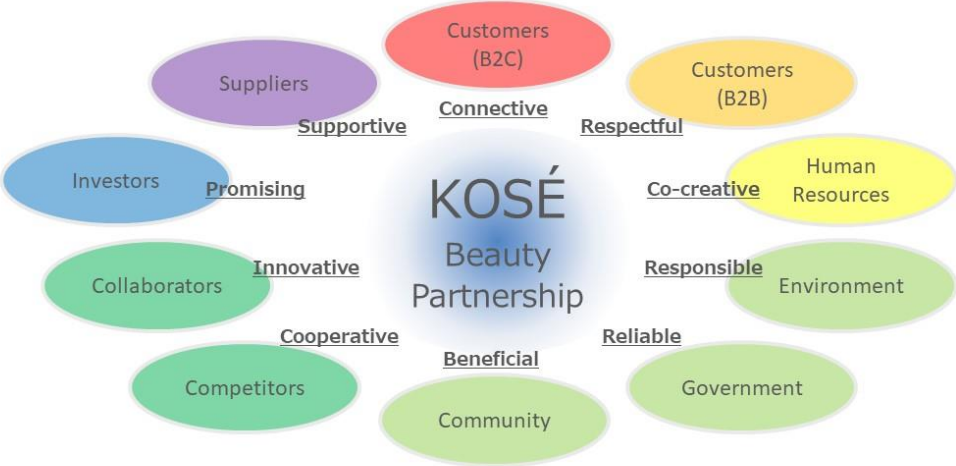 Customers
(B2C)
Customers
(B2B)
Suppliers
Connective
Supportive
Respectful
Human
Resources
Investors
Promising
Co-creative
KOSÉ
Beauty
Partnership
Innovative
Responsible
Collaborators
Environment
Cooperative
Reliable
Beneficial
Competitors
Government
Community